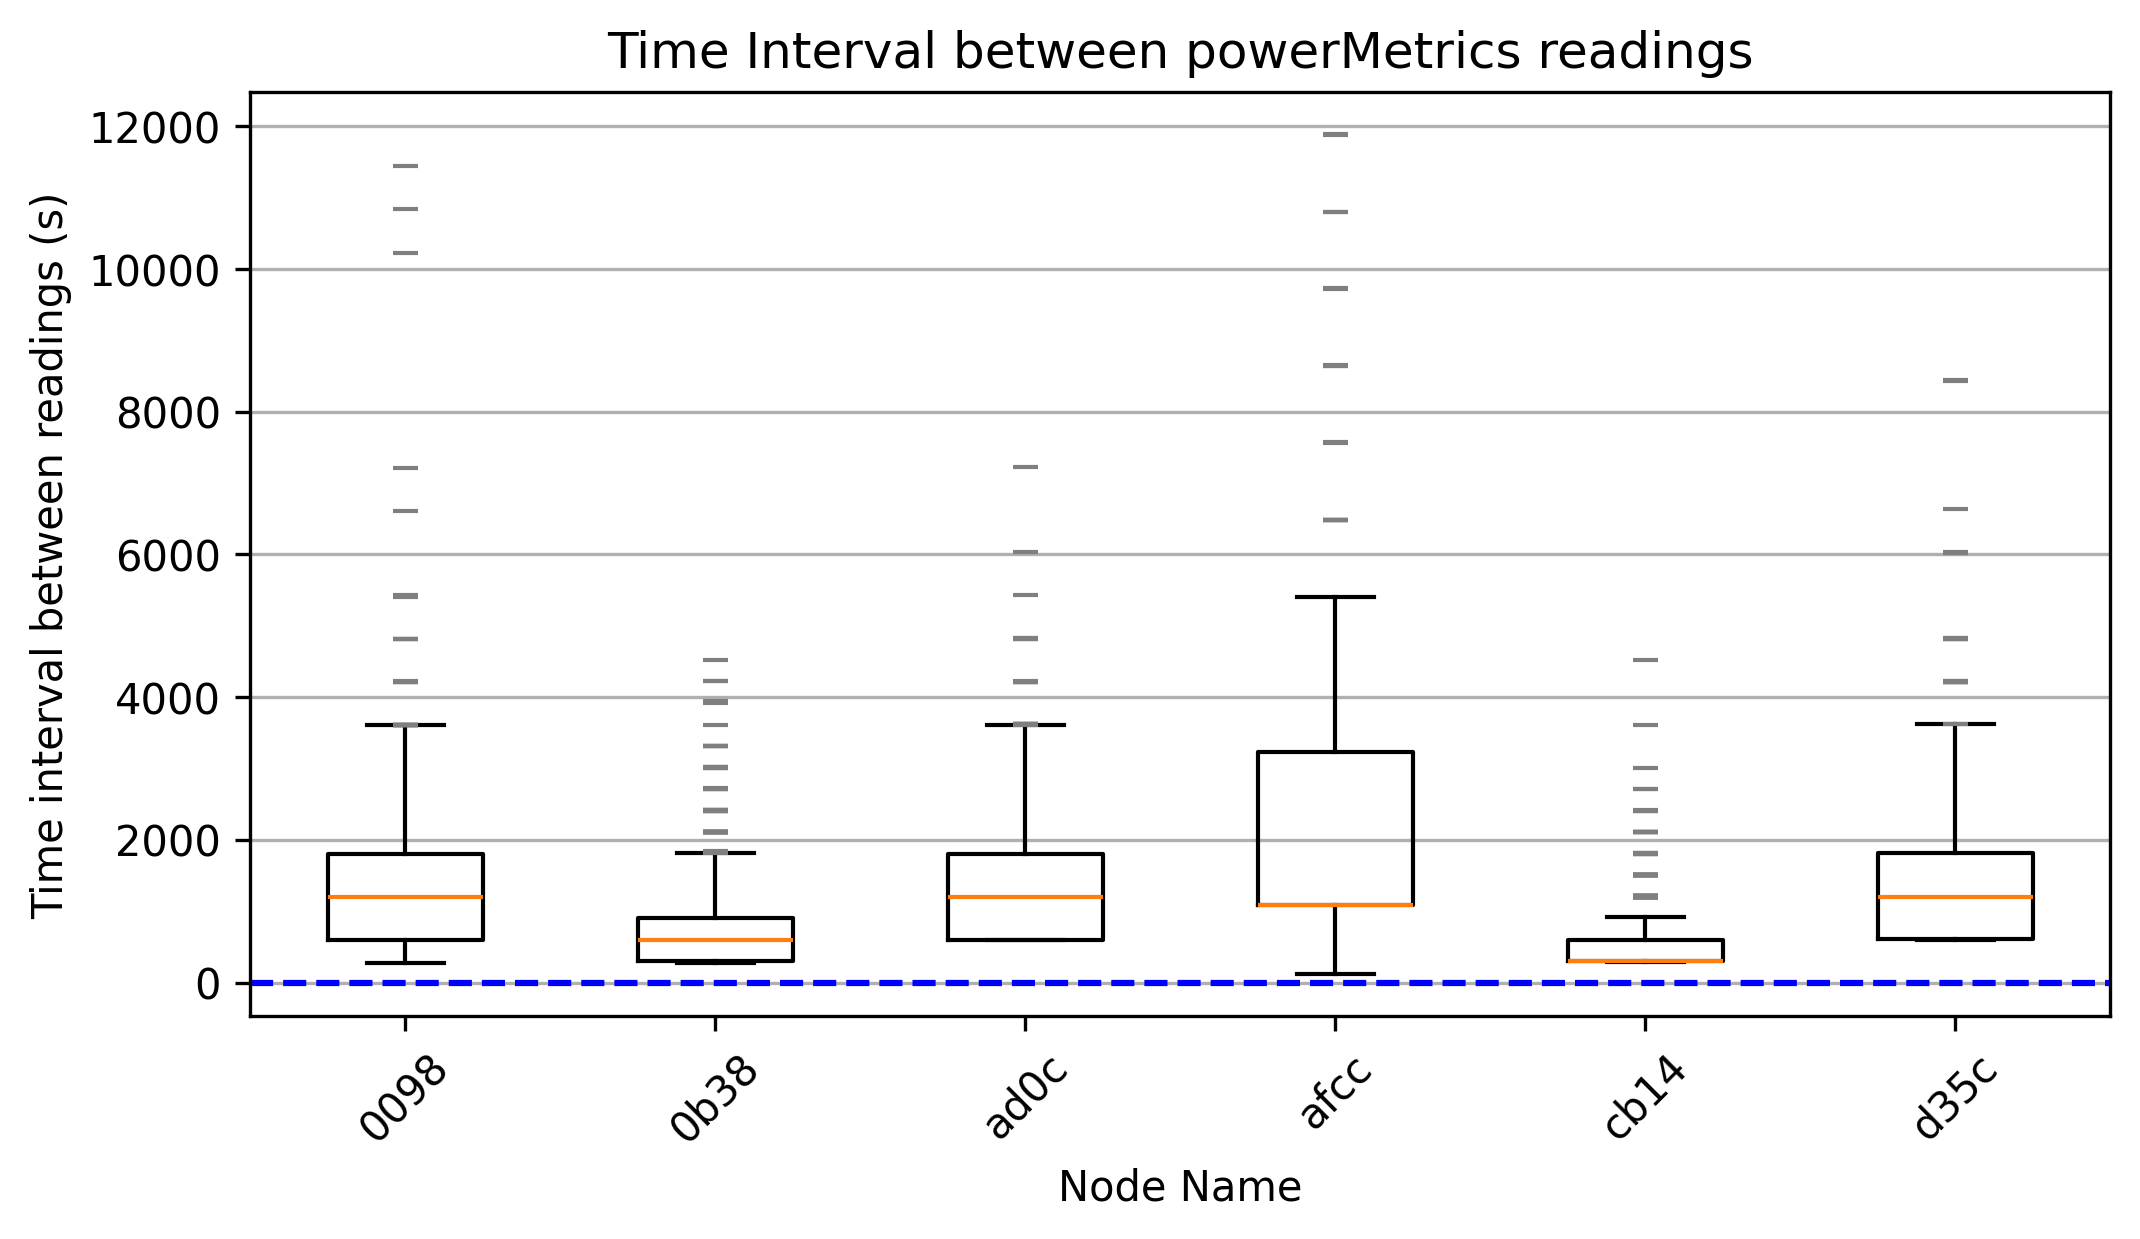 Time Interval between powerMetrics readings
Time interval between readings (s)
12000
10000
8000
6000
4000
2000
0
0098
0b38
ad0c
afcc
cb14
d35c
Node Name